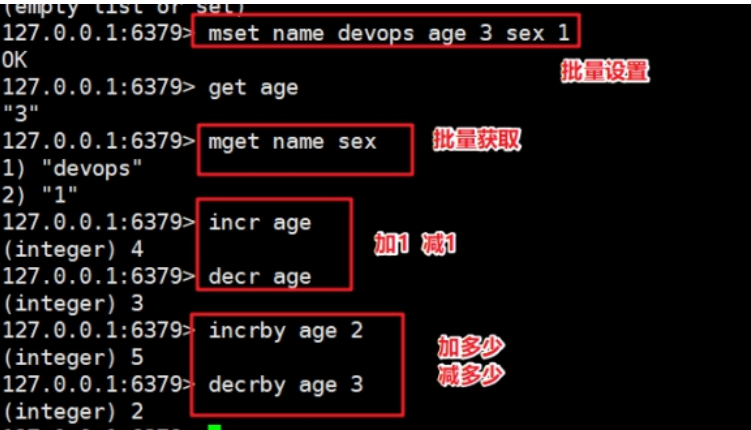 (empty list or set)
127.0.0.1:6379> mset name devops age 3 sex 1
OK
批量设置
127.0.0.1:6379> get age
"3"
127.0.0.1:6379> mget name sex
批量获取
1) "devops"
2) "1"
127.0.0.1:6379> incr age
(integer) 4
加1 减1
127.0.0.1:6379> decr age
(integer) 3
127.0.0.1:6379> incrby age 2
(integer) 5
加多少
减多少
127.0.0.1:6379> decrby age 3
(integer) 2